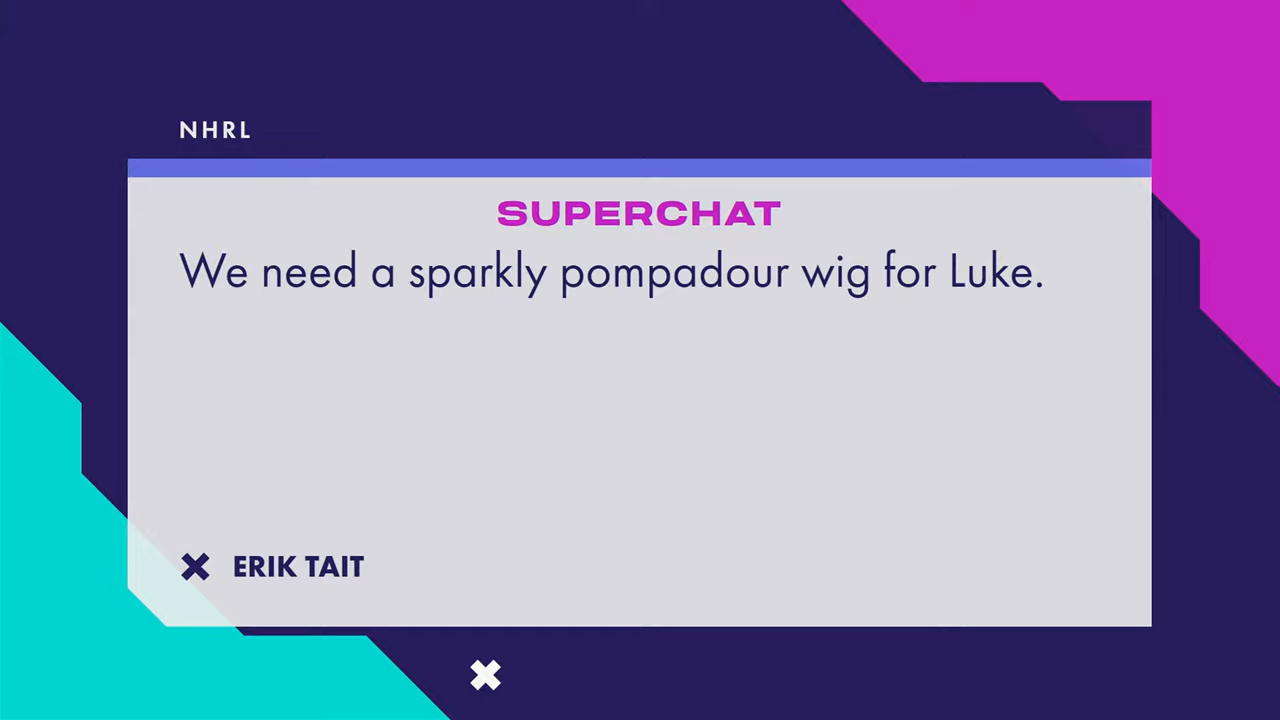 NHRL
SUPERCHAT
We need a sparkly pompadour wig for Luke.
ERIK TAIT